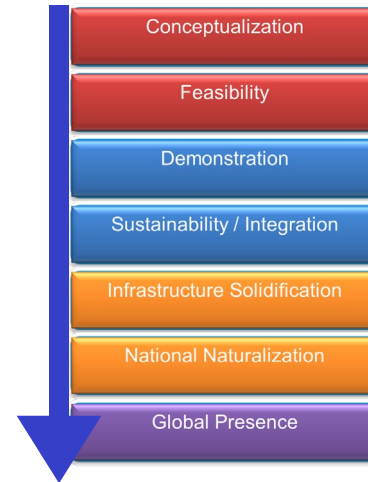 Conceptualization
Feasibility
Demonstration
Sustainability / Integration
Infrastructure Solidification
National Naturalization
Global Presence